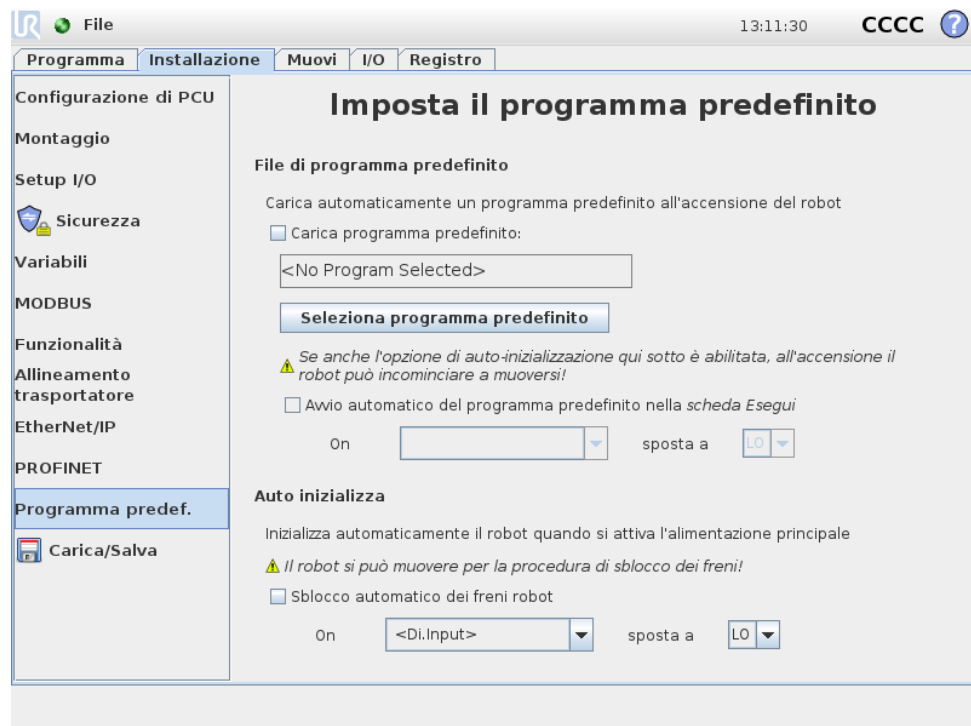 UR File 13:11:30 CCCC ?
Programma Installazione Muovi I/O Registro
Configurazione di PCU
Montaggio
Setup I/O
Sicurezza
Variabili
MODBUS
Funzionalità
Allineamento
trasportatore
EtherNet/IP
PROFINET
Programma predef.
Carica/Salva
Imposta il programma predefinito
File di programma predefinito
Carica automaticamente un programma predefinito all'accensione del robot
Carica programma predefinito:
<No Program Selected>
Seleziona programma predefinito
Se anche l'opzione di auto-inizializzazione qui sotto è abilitata, all'accensione il
robot può incominciare a muoversi!
Avvio automatico del programma predefinito nella scheda Esegui
On sposta a LO
Auto inizializza
Inizializza automaticamente il robot quando si attiva l'alimentazione principale
Il robot si può muovere per la procedura di sblocco dei freni!
Sblocco automatico dei freni robot
On <Di.Input> sposta a LO